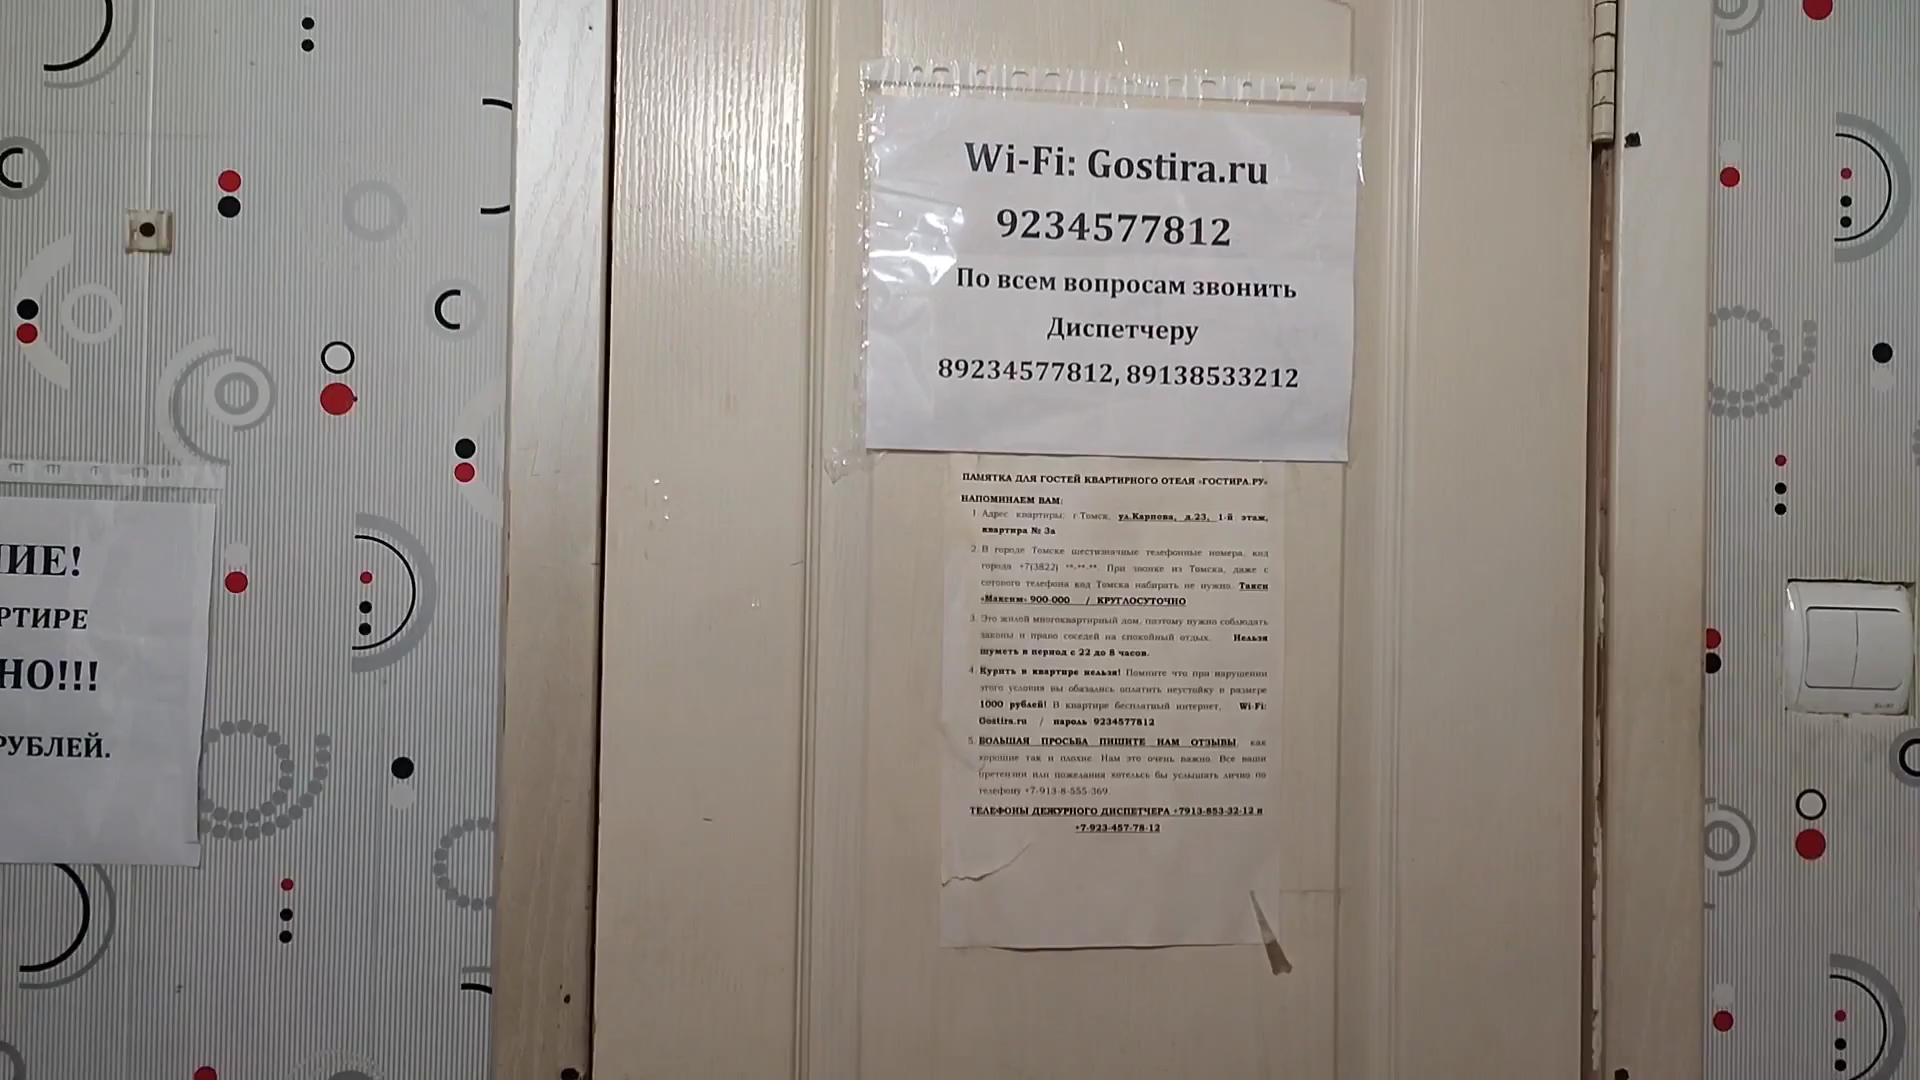 Wi-Fi: Gostira.ru
9234577812
По всем вопросам звонить
Диспетчеру
89234577812, 89138533212
ПАМЯТКА ДЛЯ ГОСТЕЙ КВАРТИРНОГО ОТЕЛЯ «ГОСТИРА.РУ»
НАПОМИНАЕМ ВАМ:
1. Адрес квартиры: г.Томск, ул.Карпова, д.23, 1-й этаж,
квартира № 3а
2. В городе Томске шестизначные телефонные номера, код
города +7(3822) **-**-**. При звонке из Томска, даже с
сотового телефона код Томска набирать не нужно. Такси
«Максим» 900-000 / КРУГЛОСУТОЧНО
3. Это жилой многоквартирный дом, поэтому нужно соблюдать
законы и право соседей на спокойный отдых. Нельзя
шуметь в период с 22 до 8 часов.
4. Курить в квартире нельзя! Помните что при нарушении
этого условия вы обязались оплатить неустойку в размере
1000 рублей! В квартире бесплатный интернет, Wi-Fi:
Gostira.ru / пароль 9234577812
5. БОЛЬШАЯ ПРОСЬБА ПИШИТЕ НАМ ОТЗЫВЫ, как
хорошие так и плохие. Нам это очень важно. Все ваши
претензии или пожелания хотелось бы услышать лично по
телефону +7-913-8-555-369.
ТЕЛЕФОНЫ ДЕЖУРНОГО ДИСПЕТЧЕРА +7913-853-32-12 и
+7-923-457-78-12
ИЕ!
РТИРЕ
НО!!!
РУБЛЕЙ.